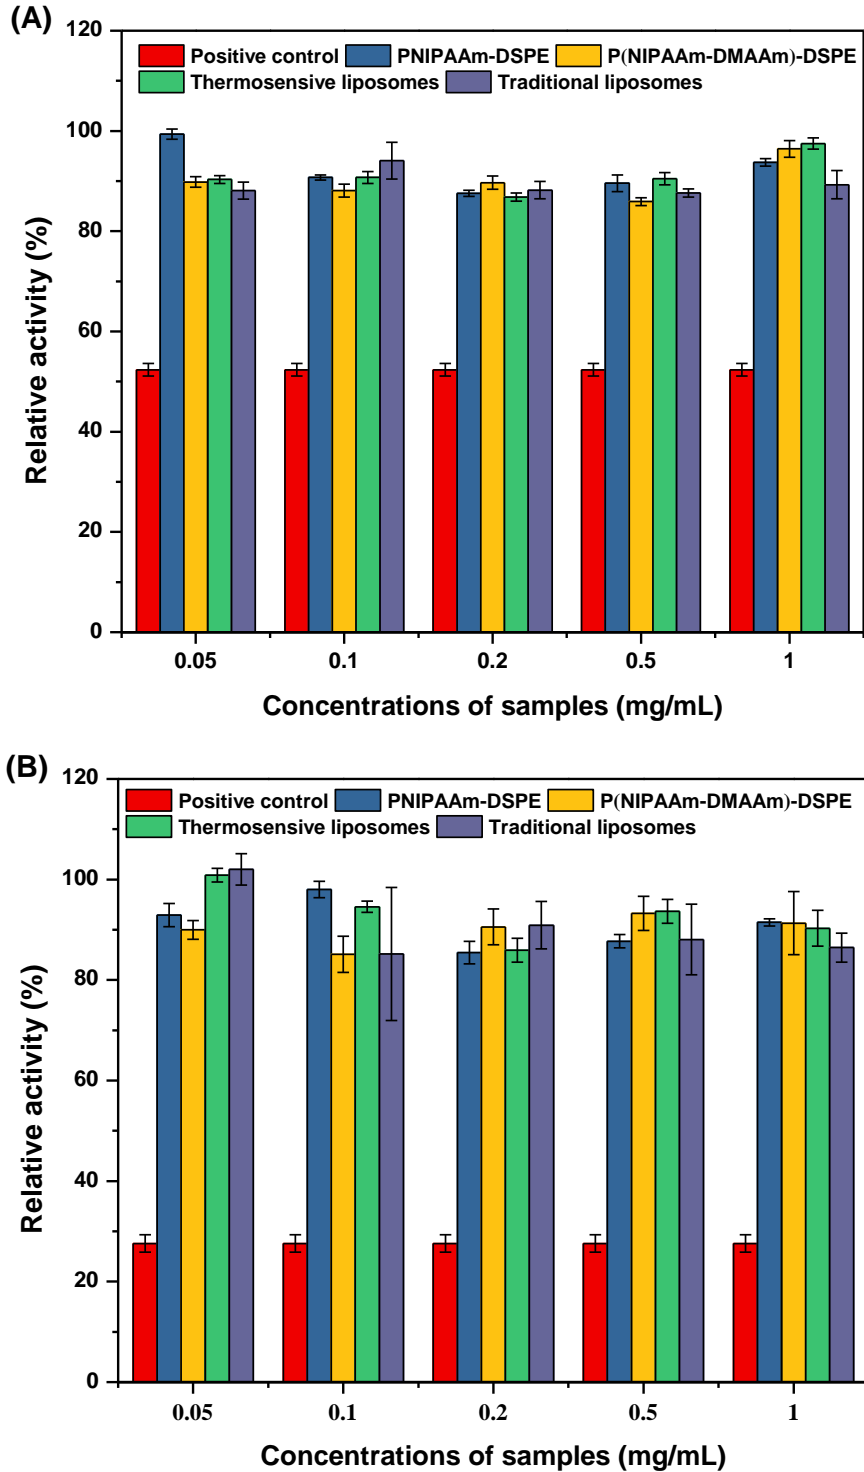 (A)
120
Positive control PNIPAAm-DSPE P(NIPAAm-DMAAm)-DSPE
Thermosensive liposomes Traditional liposomes
100
80
60
40
20
0
Relative activity (%)
0.05 0.1 0.2 0.5 1
Concentrations of samples (mg/mL)
(B)
120
Positive control PNIPAAm-DSPE P(NIPAAm-DMAAm)-DSPE
Thermosensive liposomes Traditional liposomes
100
80
60
40
20
0
Relative activity (%)
0.05 0.1 0.2 0.5 1
Concentrations of samples (mg/mL)